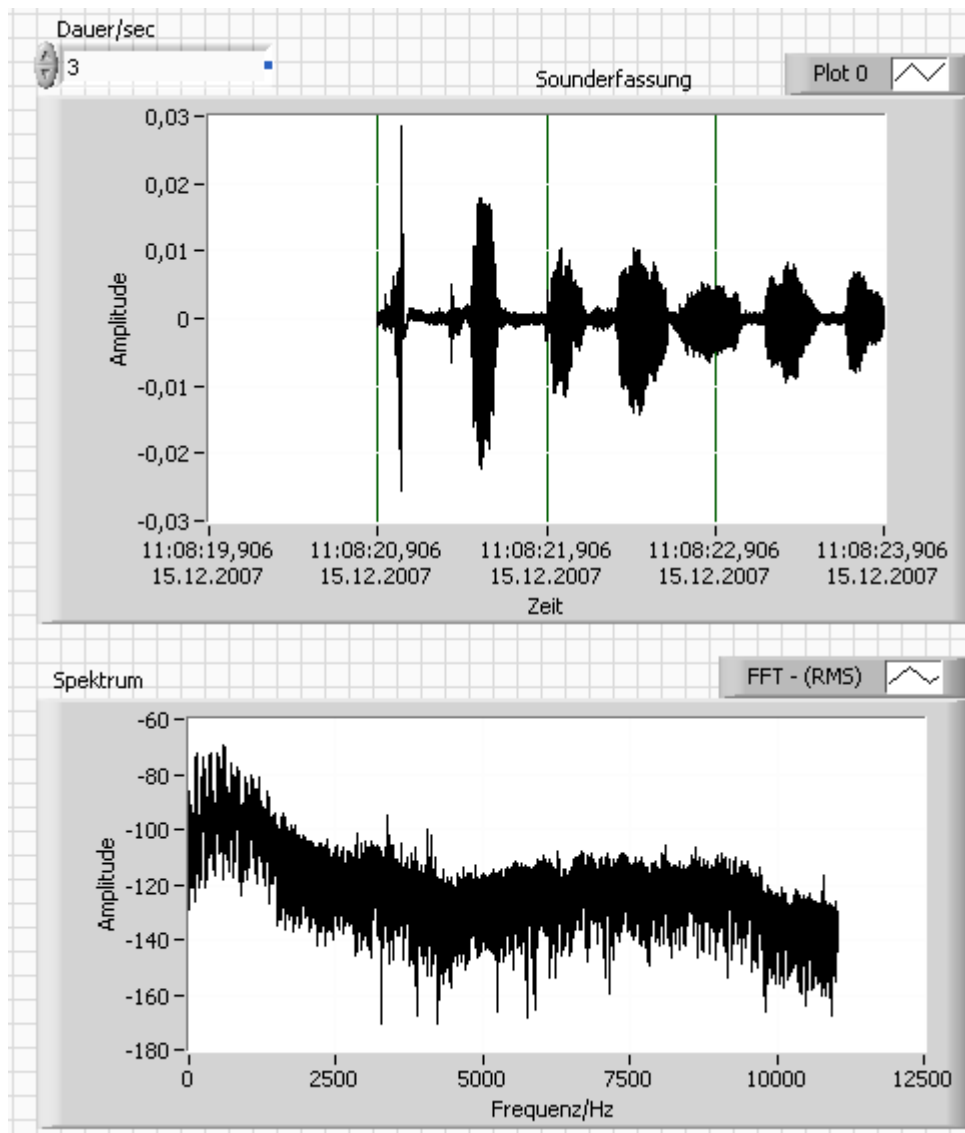 Dauer/sec
3
Sounderfassung
Plot 0
0,03
0,02
0,01
0
-0,01
-0,02
-0,03
Amplitude
11:08:19,906 11:08:20,906 11:08:21,906 11:08:22,906 11:08:23,906
15.12.2007 15.12.2007 15.12.2007 15.12.2007 15.12.2007
Zeit
Spektrum
FFT - (RMS)
-60
-80
-100
-120
-140
-160
-180
Amplitude
0 2500 5000 7500 10000 12500
Frequenz/Hz